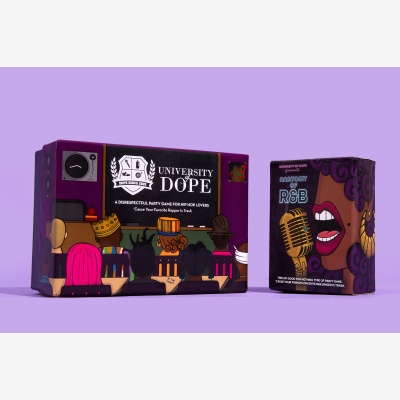 UNIVERSITY
of
DOPE
A DISRESPECTFUL PARTY GAME FOR HIP-HOP LOVERS
'Cause Your Favorite Rapper Is Trash
UNIVERSITY OF DOPE
ANATOMY
OF
R&B